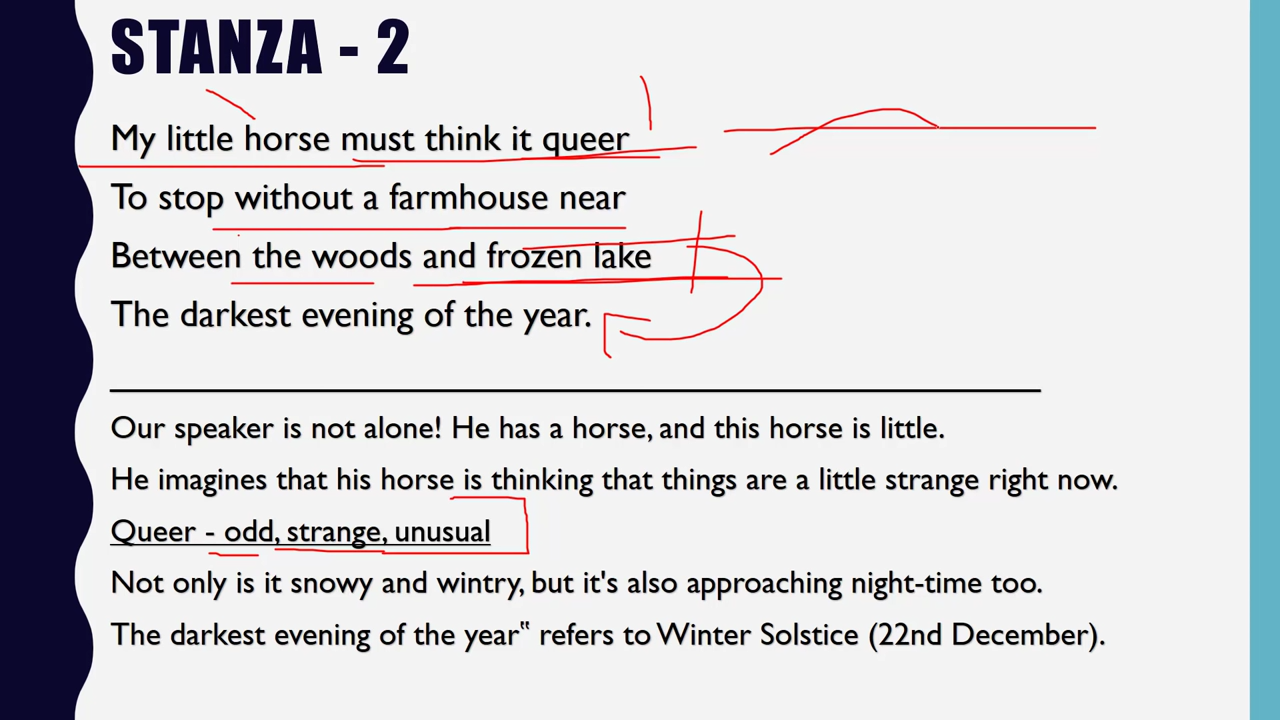 STANZA - 2
My little horse must think it queer
To stop without a farmhouse near
Between the woods and frozen lake
The darkest evening of the year.
Our speaker is not alone! He has a horse, and this horse is little.
He imagines that his horse is thinking that things are a little strange right now.
Queer - odd, strange, unusual
Not only is it snowy and wintry, but it's also approaching night-time too.
The darkest evening of the year‟ refers to Winter Solstice (22nd December).